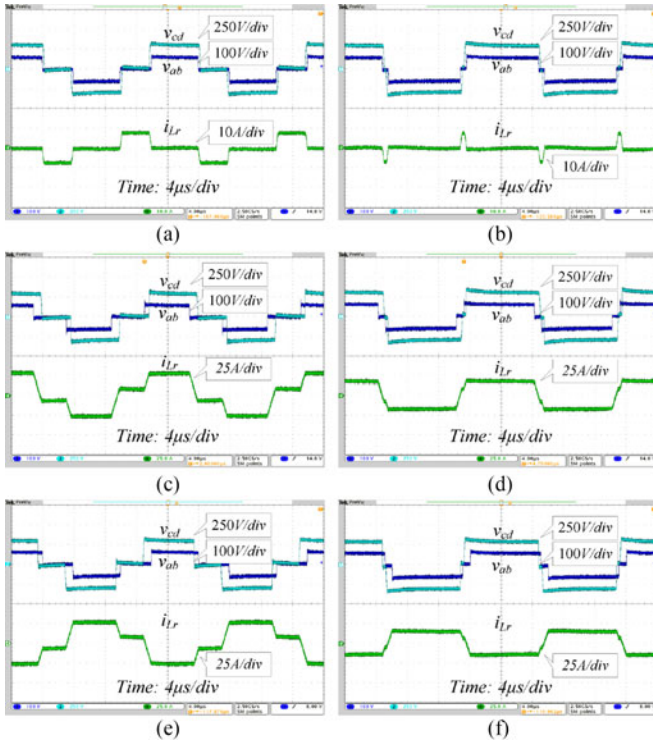 v_cd 250V/div
100V/div
v_ab
i_Lr
10A/div
Time: 4μs/div
(a)
v_cd 250V/div
100V/div
v_ab
i_Lr
10A/div
Time: 4μs/div
(b)
v_cd 250V/div
100V/div
v_ab
i_Lr
25A/div
Time: 4μs/div
(c)
v_cd 250V/div
100V/div
v_ab
i_Lr
25A/div
Time: 4μs/div
(d)
v_cd 250V/div
100V/div
v_ab
i_Lr
25A/div
Time: 4μs/div
(e)
v_cd 250V/div
100V/div
v_ab
i_Lr
25A/div
Time: 4μs/div
(f)